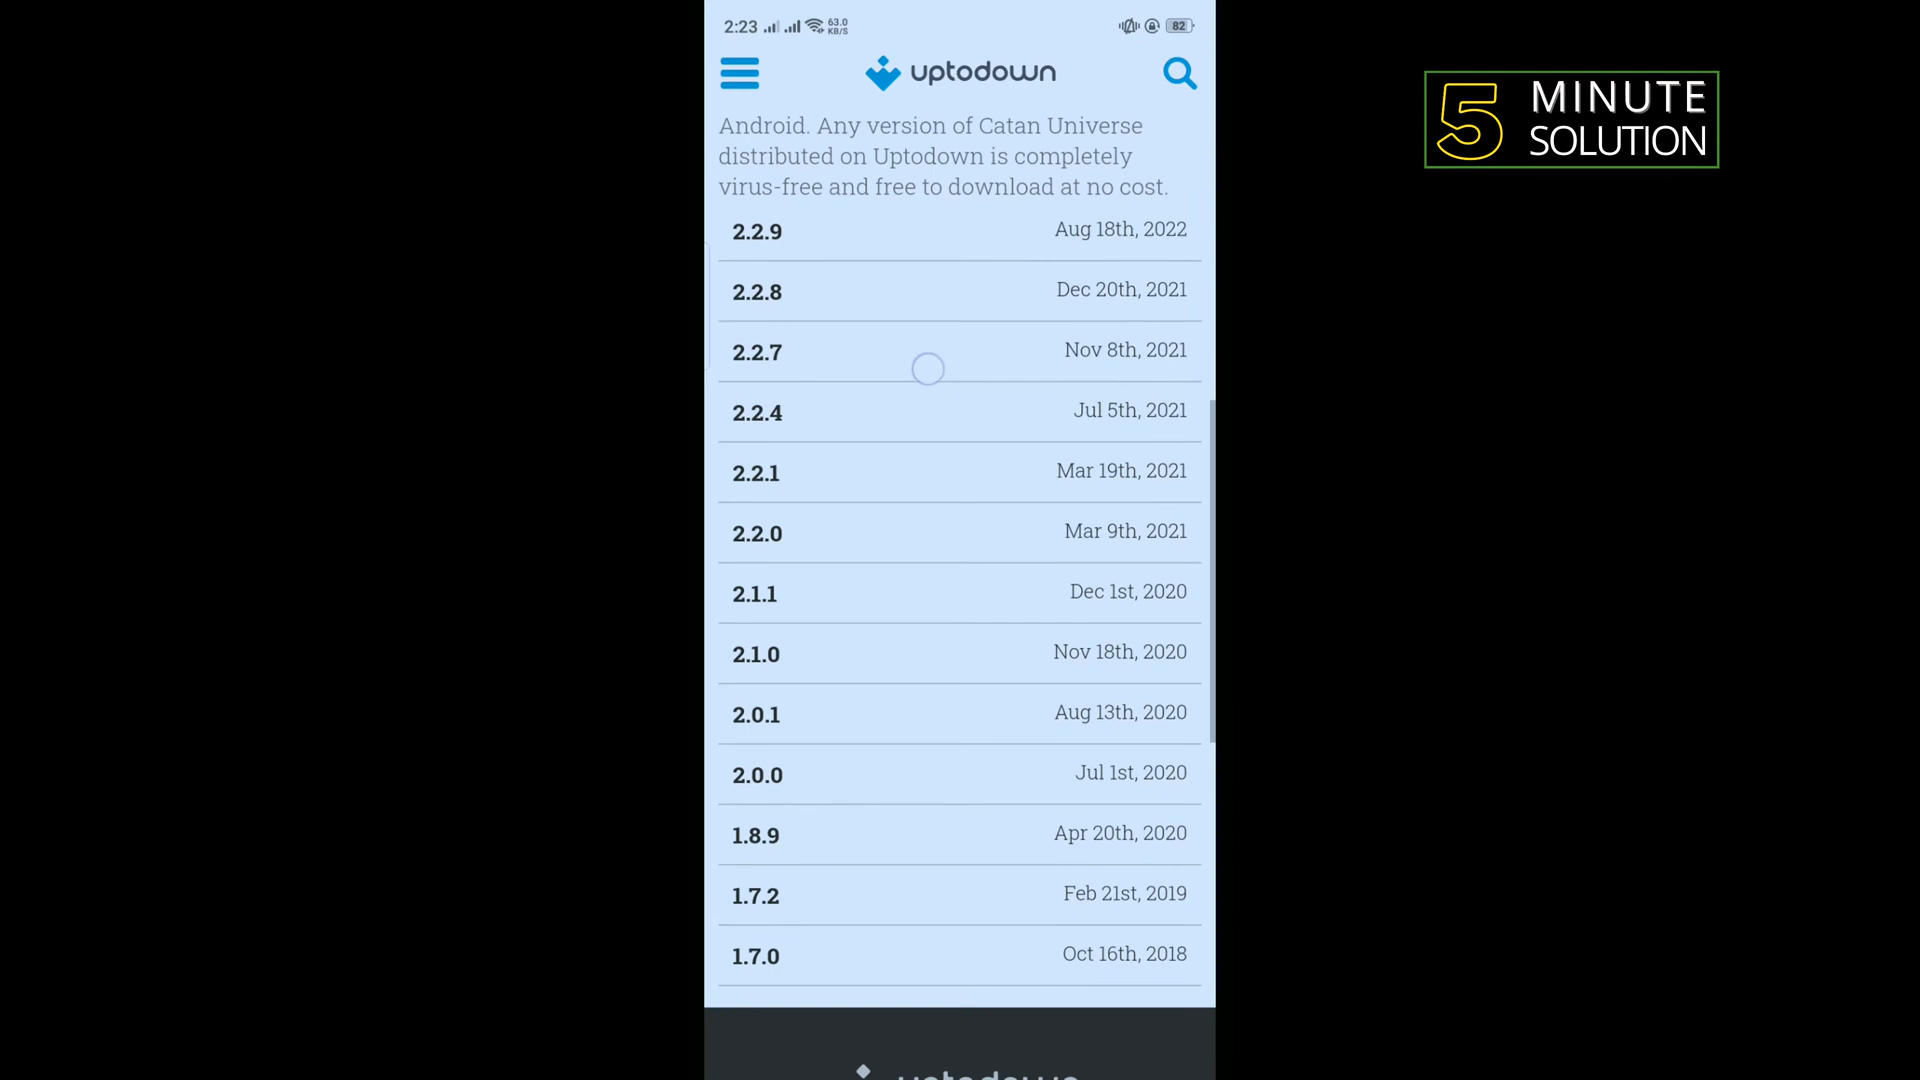 2:23 63.0 KB/S 82
uptodown
5 MINUTE SOLUTION
Android. Any version of Catan Universe
distributed on Uptodown is completely
virus-free and free to download at no cost.
2.2.9 Aug 18th, 2022
2.2.8 Dec 20th, 2021
2.2.7 Nov 8th, 2021
2.2.4 Jul 5th, 2021
2.2.1 Mar 19th, 2021
2.2.0 Mar 9th, 2021
2.1.1 Dec 1st, 2020
2.1.0 Nov 18th, 2020
2.0.1 Aug 13th, 2020
2.0.0 Jul 1st, 2020
1.8.9 Apr 20th, 2020
1.7.2 Feb 21st, 2019
1.7.0 Oct 16th, 2018
uptodown